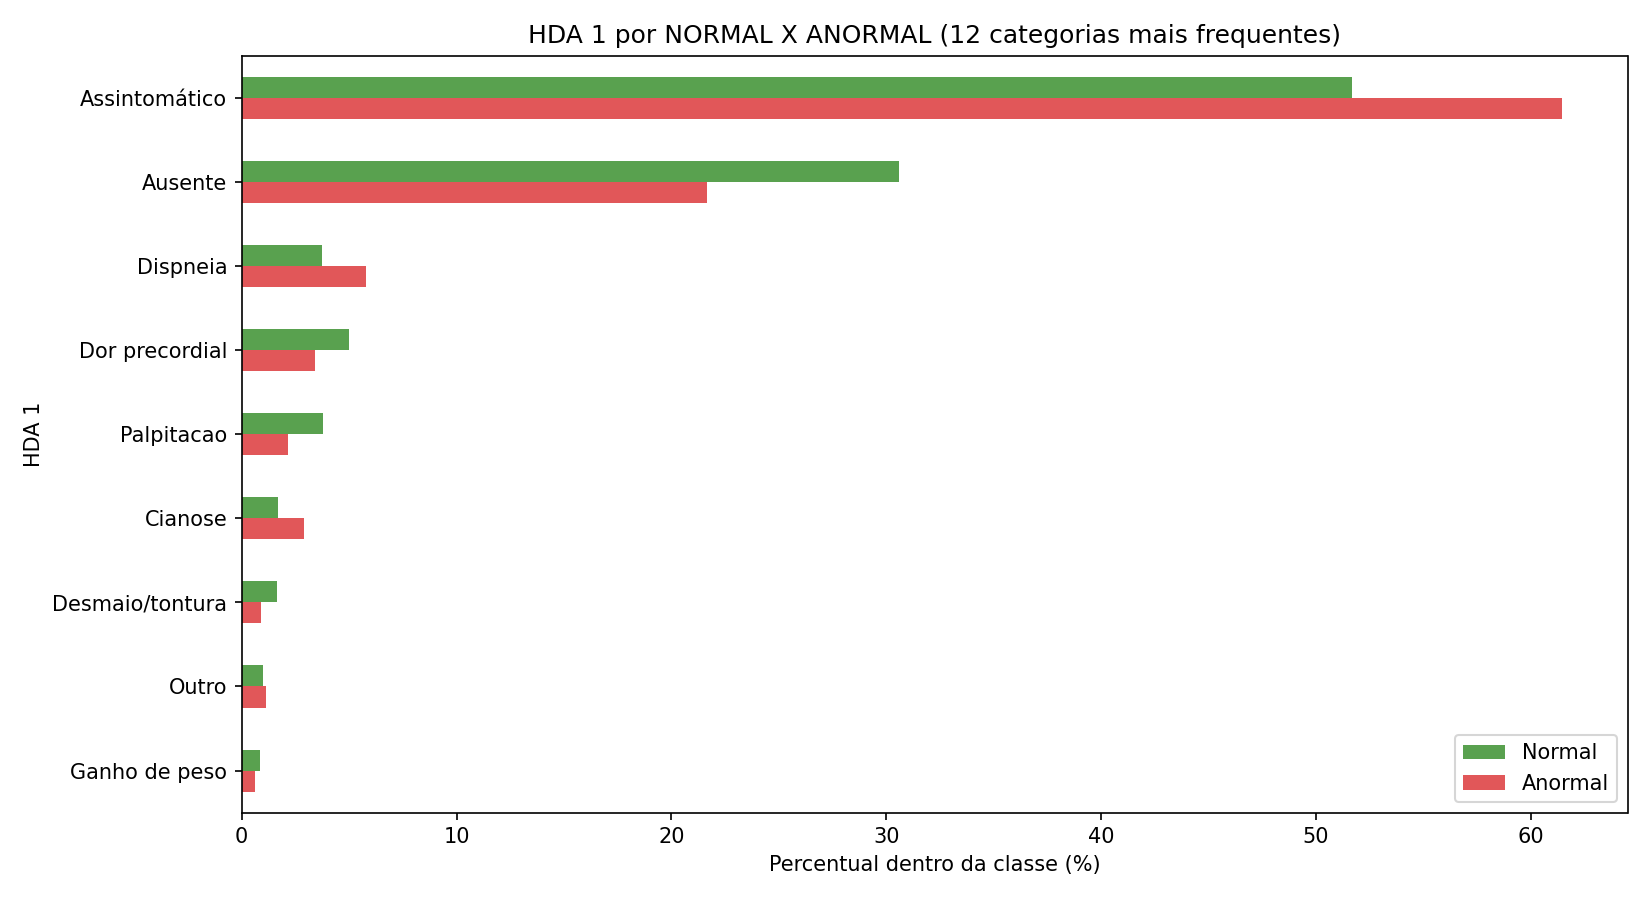 HDA 1 por NORMAL X ANORMAL (12 categorias mais frequentes)
HDA 1
Assintomático
Ausente
Dispneia
Dor precordial
Palpitacao
Cianose
Desmaio/tontura
Outro
Ganho de peso
Normal
Anormal
0 10 20 30 40 50 60
Percentual dentro da classe (%)